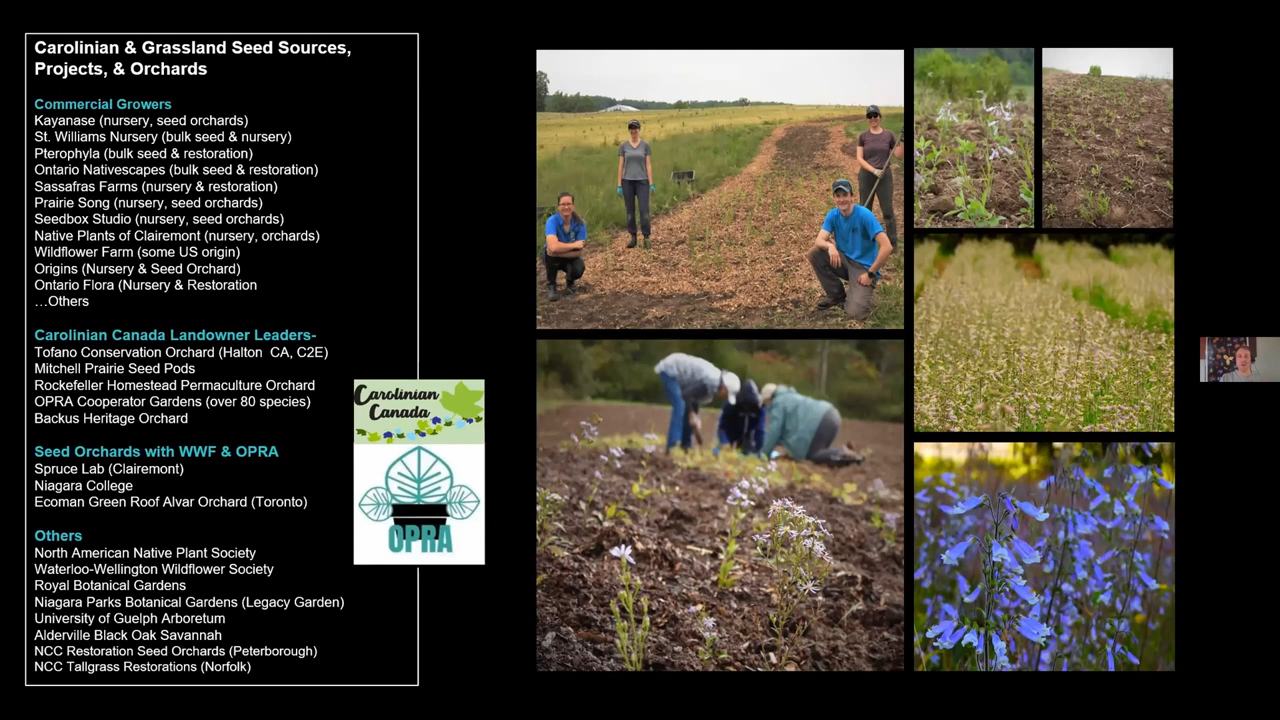 Carolinian & Grassland Seed Sources,
Projects, & Orchards
Commercial Growers
Kayanase (nursery, seed orchards)
St. Williams Nursery (bulk seed & nursery)
Pterophyla (bulk seed & restoration)
Ontario Nativescapes (bulk seed & restoration)
Sassafras Farms (nursery & restoration)
Prairie Song (nursery, seed orchards)
Seedbox Studio (nursery, seed orchards)
Native Plants of Clairemont (nursery, orchards)
Wildflower Farm (some US origin)
Origins (Nursery & Seed Orchard)
Ontario Flora (Nursery & Restoration
…Others
Carolinian Canada Landowner Leaders-
Tofano Conservation Orchard (Halton  CA, C2E)
Mitchell Prairie Seed Pods
Rockefeller Homestead Permaculture Orchard
OPRA Cooperator Gardens (over 80 species)
Backus Heritage Orchard
Seed Orchards with WWF & OPRA
Spruce Lab (Clairemont)
Niagara College
Ecoman Green Roof Alvar Orchard (Toronto)
Others
North American Native Plant Society
Waterloo-Wellington Wildflower Society
Royal Botanical Gardens
Niagara Parks Botanical Gardens (Legacy Garden)
University of Guelph Arboretum
Alderville Black Oak Savannah
NCC Restoration Seed Orchards (Peterborough)
NCC Tallgrass Restorations (Norfolk)
Carolinian
Canada
OPRA